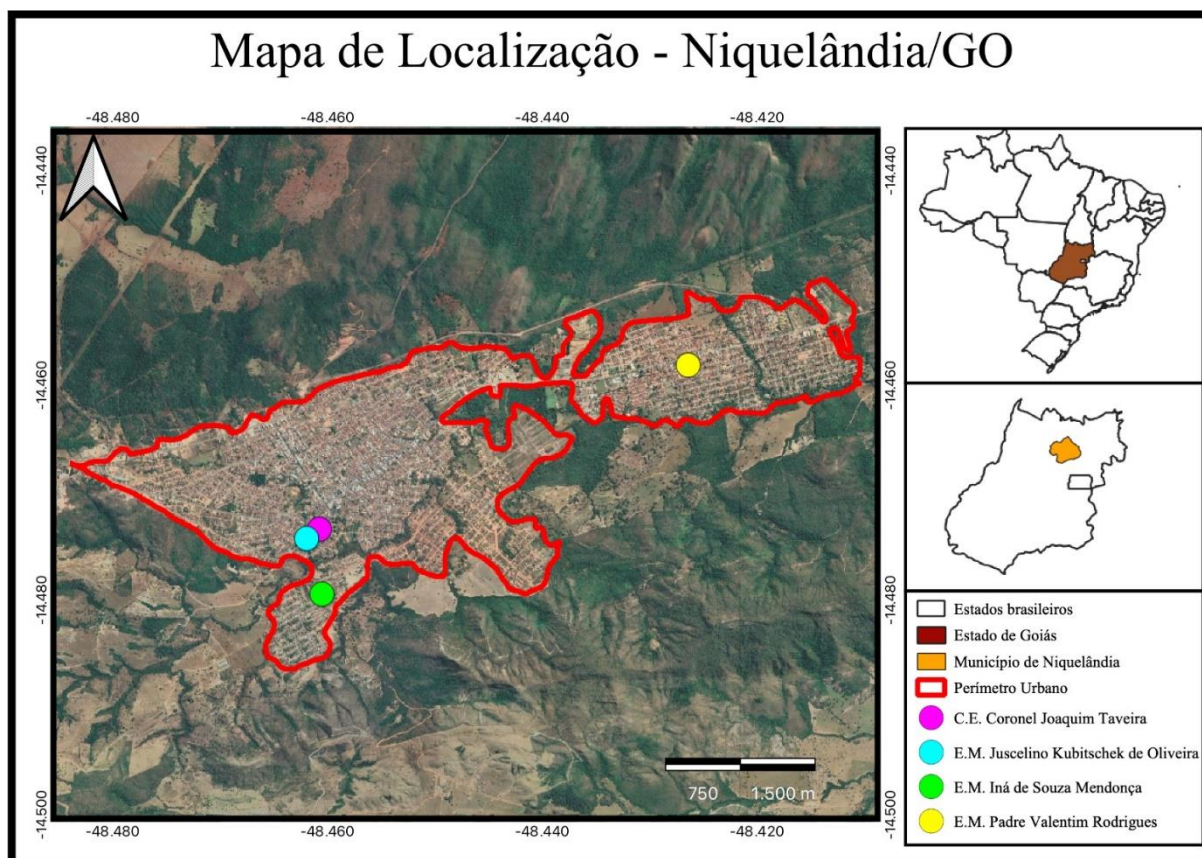 Mapa de Localização - Niquelândia/GO
-48.480 -48.460 -48.440 -48.420
-14.440
-14.460
-14.480
-14.500
-14.440
-14.460
-14.480
-14.500
750 1.500 m
-48.480 -48.460 -48.440 -48.420
Estados brasileiros
Estado de Goiás
Município de Niquelândia
Perímetro Urbano
C.E. Coronel Joaquim Taveira
E.M. Juscelino Kubitschek de Oliveira
E.M. Iná de Souza Mendonça
E.M. Padre Valentim Rodrigues